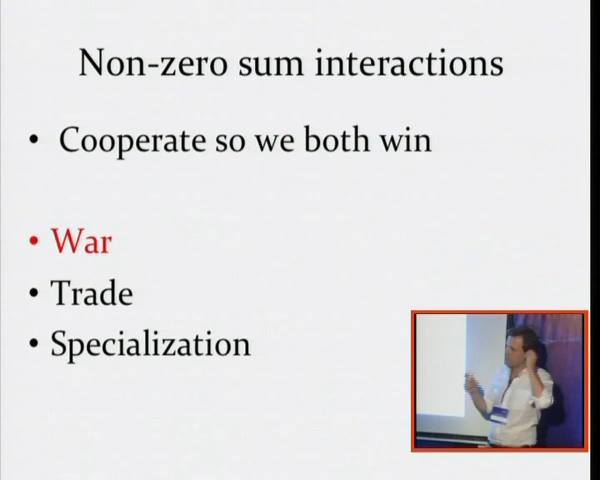 Non-zero sum interactions
• Cooperate so we both win
• War
• Trade
• Specialization